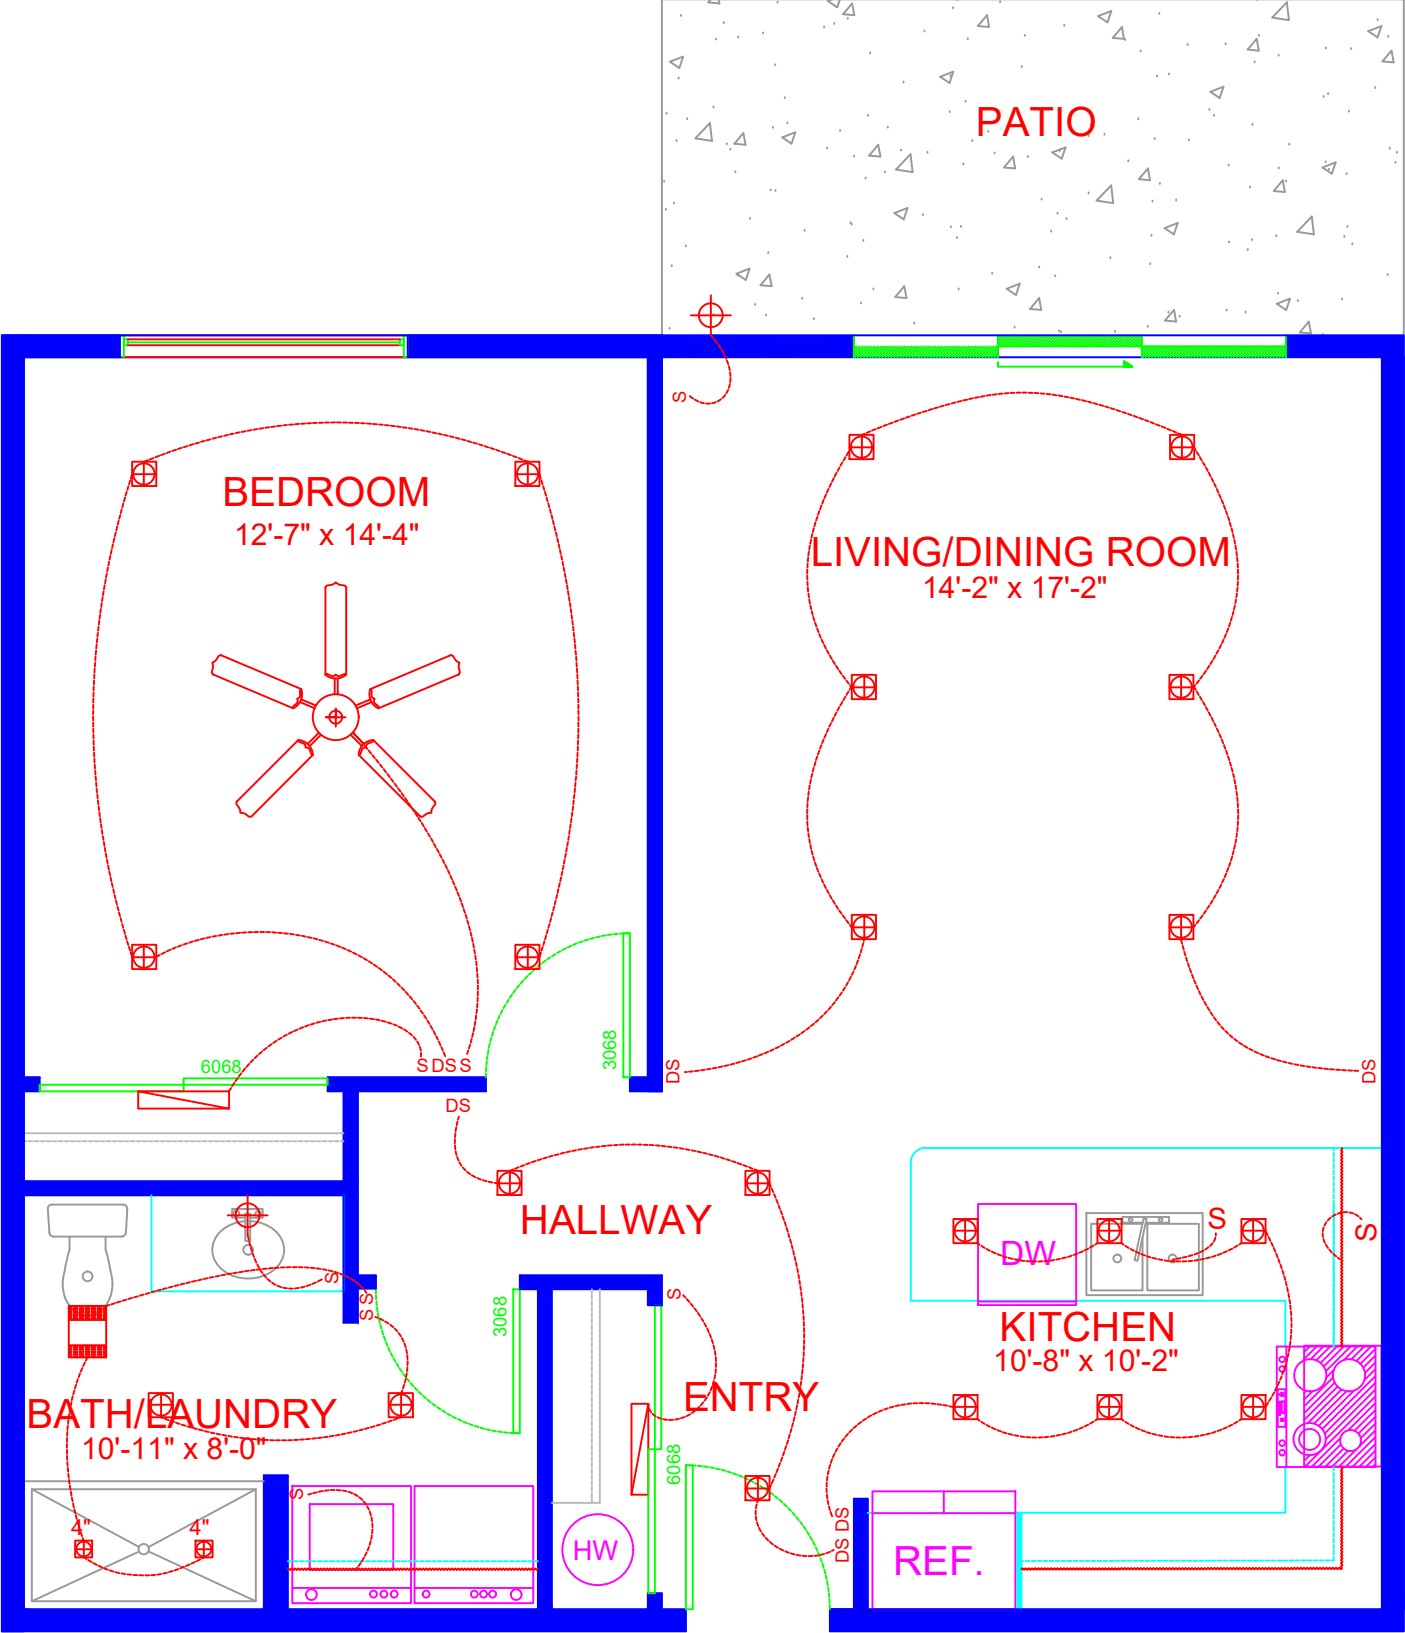 PATIO
S
BEDROOM
12'-7" x 14'-4"
LIVING/DINING ROOM
14'-2" x 17'-2"
6068
S DS S
3068
DS
DS
DS
HALLWAY
S
S
DW
S
S
S
3068
S
KITCHEN
10'-8" x 10'-2"
ENTRY
BATH/LAUNDRY
10'-11" x 8'-0"
6068
S
4"
4"
DS DS
HW
REF.